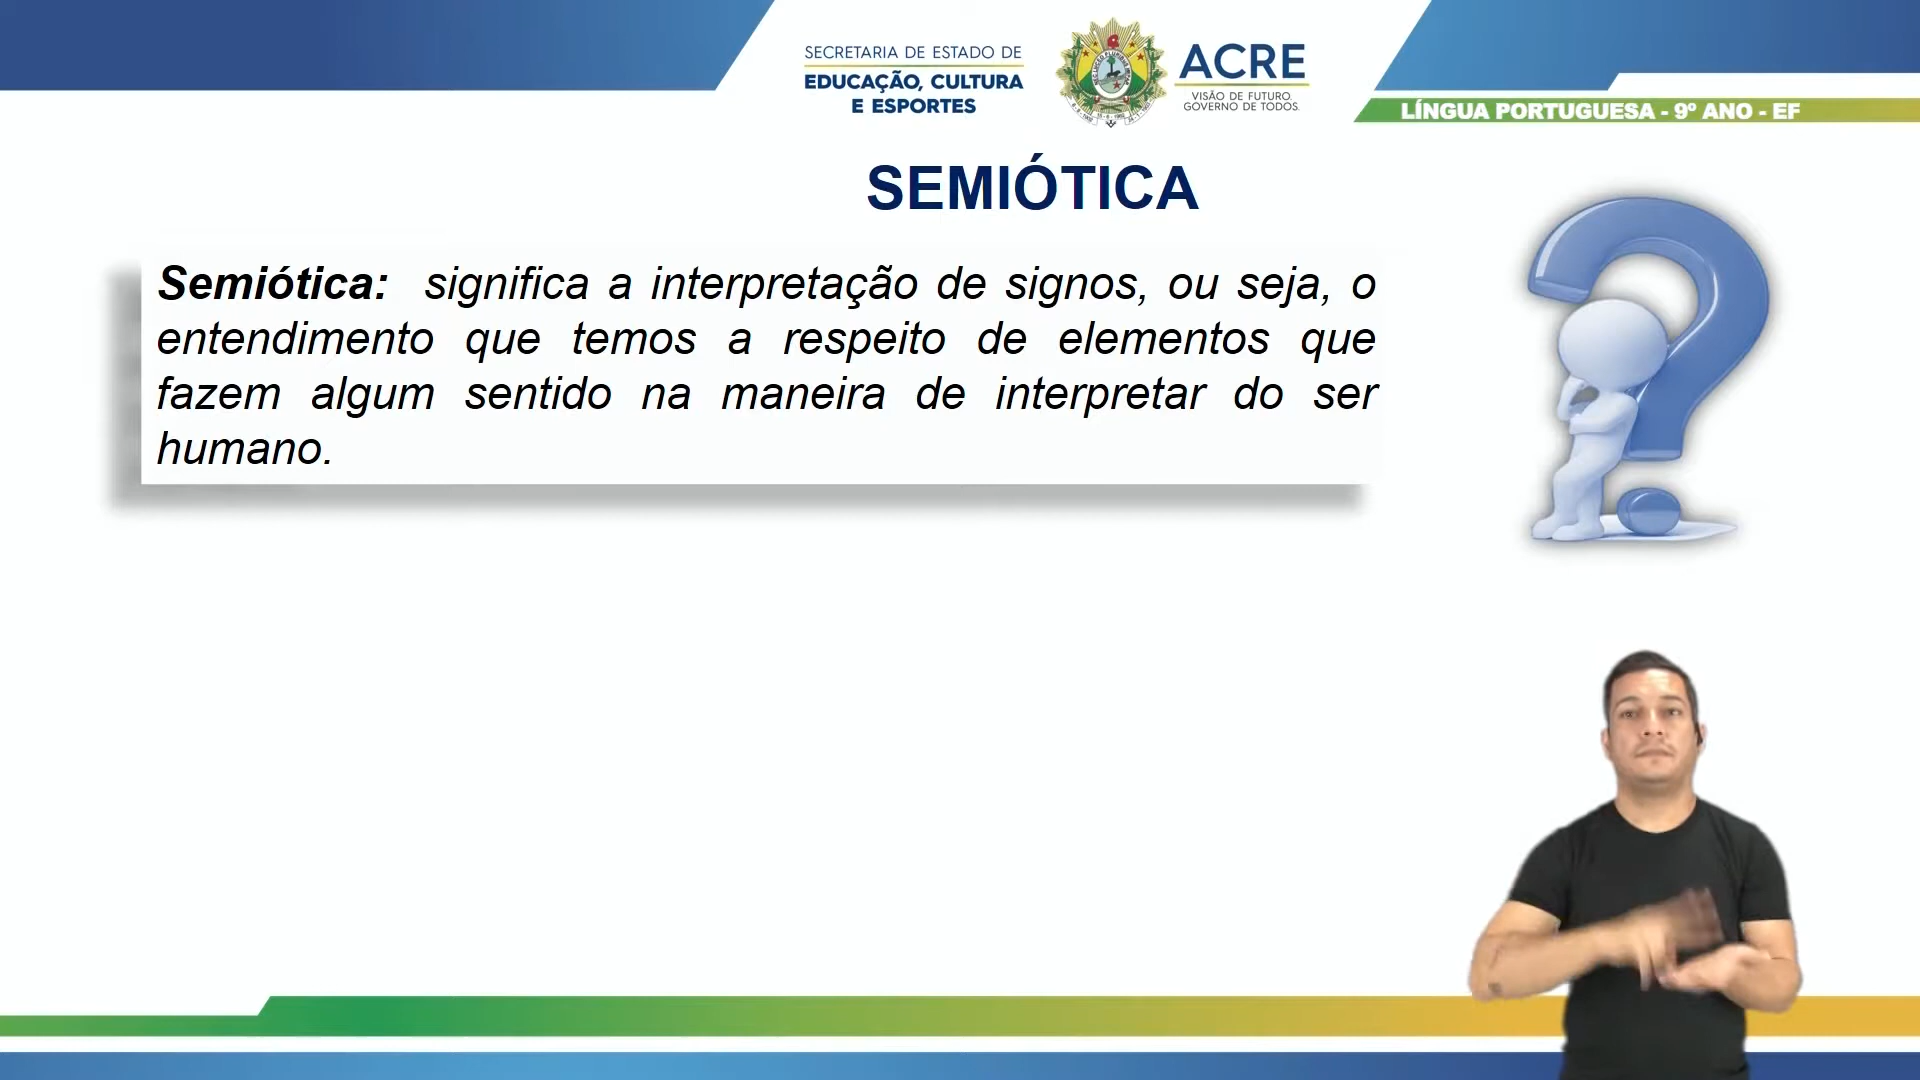 SECRETARIA DE ESTADO DE
EDUCAÇÃO, CULTURA
E ESPORTES
ACRE
VISÃO DE FUTURO.
GOVERNO DE TODOS.
LÍNGUA PORTUGUESA - 9º ANO - EF
SEMIÓTICA
Semiótica: significa a interpretação de signos, ou seja, o
entendimento que temos a respeito de elementos que
fazem algum sentido na maneira de interpretar do ser
humano.